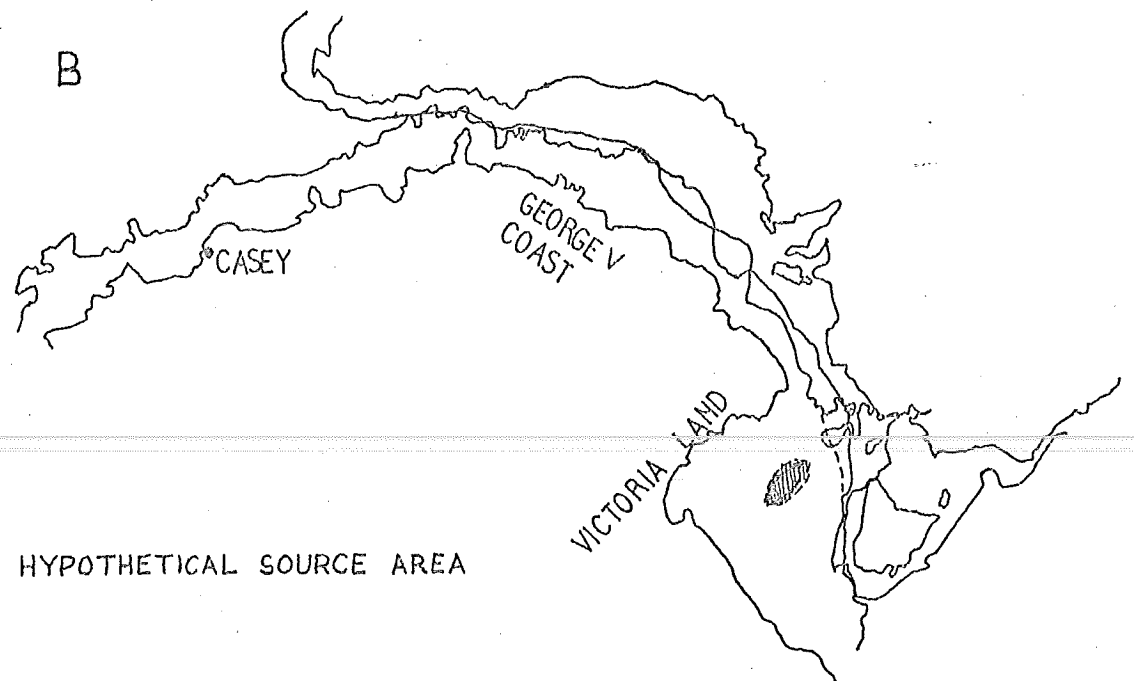 B
CASEY
GEORGE V
COAST
VICTORIA LAND
HYPOTHETICAL SOURCE AREA